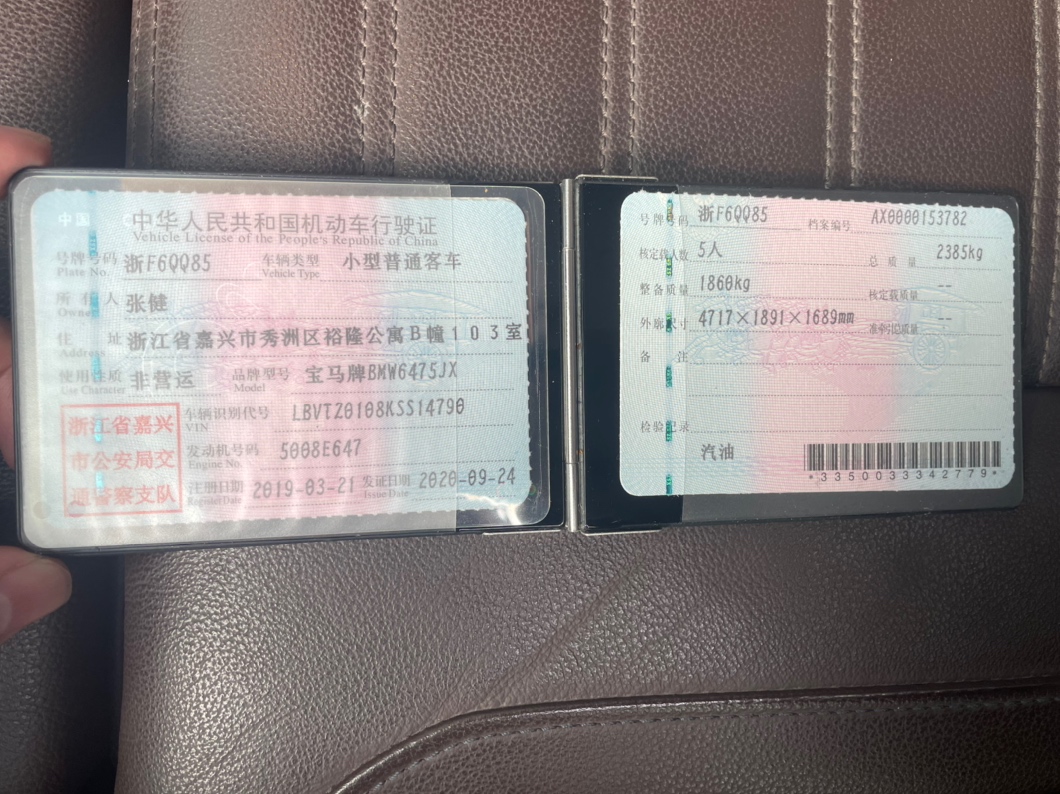 中国
中华人民共和国机动车行驶证
Vehicle License of the People's Republic of China
号牌号码 浙F6QQ85 车辆类型 小型普通客车
Plate No. Vehicle Type
所有人 张健
Owner
住址 浙江省嘉兴市秀洲区裕隆公寓B幢103室
Address
使用性质 非营运 品牌型号 宝马牌BMW6475JX
Use Character Model
浙江省嘉兴
市公安局交
通警察支队
车辆识别代号 LBVTZ0108KSS14790
VIN
发动机号码 5008E647
Engine No.
注册日期 2019-03-21 发证日期 2020-09-24
Register Date Issue Date
号牌号码 浙F6QQ85 档案编号 AX0000153782
核定载人数 5人 总质量 2385kg
整备质量 1860kg 核定载质量 --
外廓尺寸 4717×1891×1689mm 准牵引总质量 --
备注
检验记录
汽油
*3350033342779*